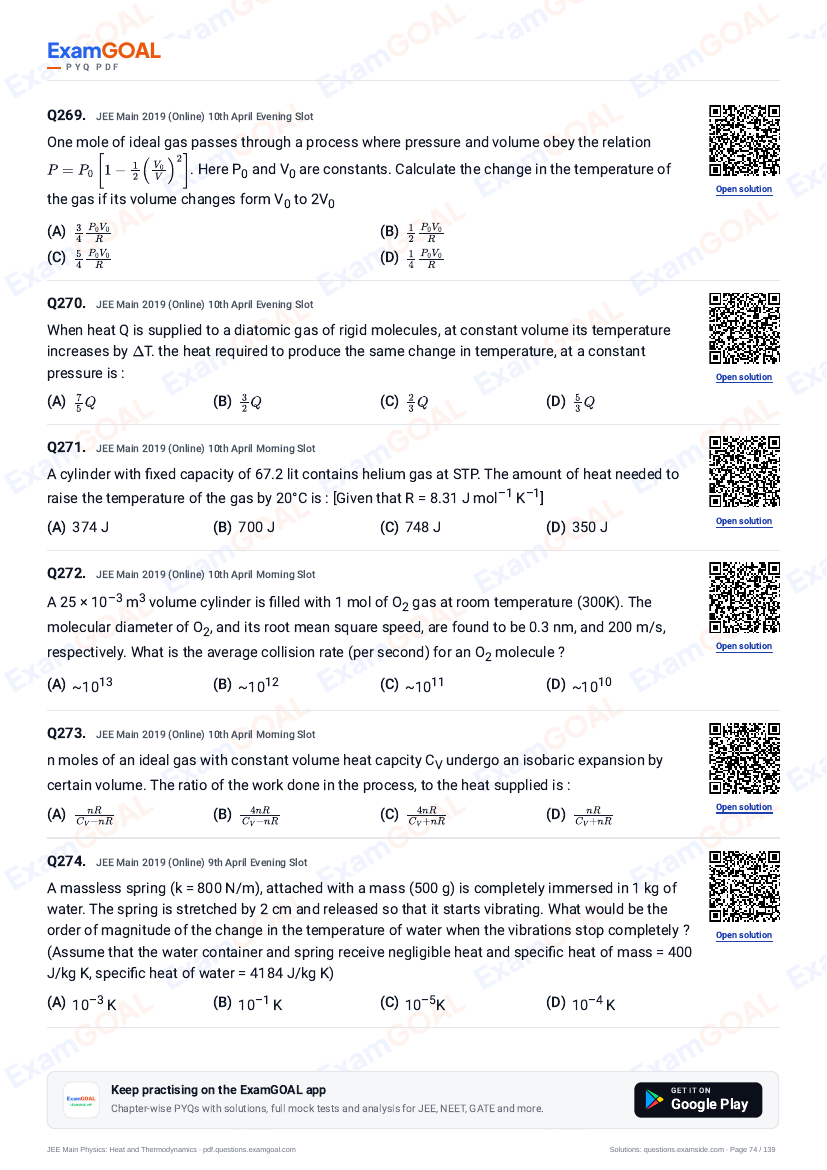 ExamGOAL
PYQ PDF
Q269. JEE Main 2019 (Online) 10th April Evening Slot
One mole of ideal gas passes through a process where pressure and volume obey the relation
P = P₀ [1 − 1/2 (V₀/V)²]. Here P₀ and V₀ are constants. Calculate the change in the temperature of
the gas if its volume changes form V₀ to 2V₀
(A) 3/4 P₀V₀/R (B) 1/2 P₀V₀/R
(C) 5/4 P₀V₀/R (D) 1/4 P₀V₀/R
Open solution
Q270. JEE Main 2019 (Online) 10th April Evening Slot
When heat Q is supplied to a diatomic gas of rigid molecules, at constant volume its temperature
increases by ΔT. the heat required to produce the same change in temperature, at a constant
pressure is :
(A) 7/5 Q (B) 3/2 Q (C) 2/3 Q (D) 5/3 Q
Open solution
Q271. JEE Main 2019 (Online) 10th April Morning Slot
A cylinder with fixed capacity of 67.2 lit contains helium gas at STP. The amount of heat needed to
raise the temperature of the gas by 20°C is : [Given that R = 8.31 J mol⁻¹ K⁻¹]
(A) 374 J (B) 700 J (C) 748 J (D) 350 J
Open solution
Q272. JEE Main 2019 (Online) 10th April Morning Slot
A 25 × 10⁻³ m³ volume cylinder is filled with 1 mol of O₂ gas at room temperature (300K). The
molecular diameter of O₂, and its root mean square speed, are found to be 0.3 nm, and 200 m/s,
respectively. What is the average collision rate (per second) for an O₂ molecule ?
(A) ~10¹³ (B) ~10¹² (C) ~10¹¹ (D) ~10¹⁰
Open solution
Q273. JEE Main 2019 (Online) 10th April Morning Slot
n moles of an ideal gas with constant volume heat capcity C_V undergo an isobaric expansion by
certain volume. The ratio of the work done in the process, to the heat supplied is :
(A) nR/(C_V−nR) (B) 4nR/(C_V−nR) (C) 4nR/(C_V+nR) (D) nR/(C_V+nR)
Open solution
Q274. JEE Main 2019 (Online) 9th April Evening Slot
A massless spring (k = 800 N/m), attached with a mass (500 g) is completely immersed in 1 kg of
water. The spring is stretched by 2 cm and released so that it starts vibrating. What would be the
order of magnitude of the change in the temperature of water when the vibrations stop completely ?
(Assume that the water container and spring receive negligible heat and specific heat of mass = 400
J/kg K, specific heat of water = 4184 J/kg K)
(A) 10⁻³ K (B) 10⁻¹ K (C) 10⁻⁵K (D) 10⁻⁴ K
Open solution
ExamGOAL
Keep practising on the ExamGOAL app
Chapter-wise PYQs with solutions, full mock tests and analysis for JEE, NEET, GATE and more.
GET IT ON
Google Play
JEE Main Physics: Heat and Thermodynamics · pdf.questions.examgoal.com
Solutions: questions.examside.com · Page 74 / 139